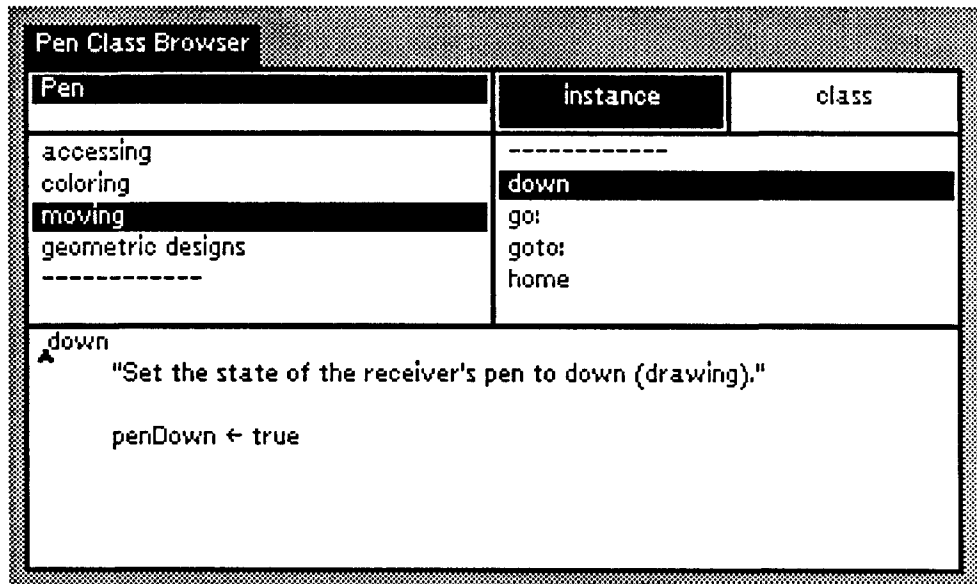 Pen Class Browser
Pen
instance
class
accessing
coloring
moving
geometric designs
-------------
-------------
down
go:
goto:
home
down
"Set the state of the receiver's pen to down (drawing)."
penDown ← true